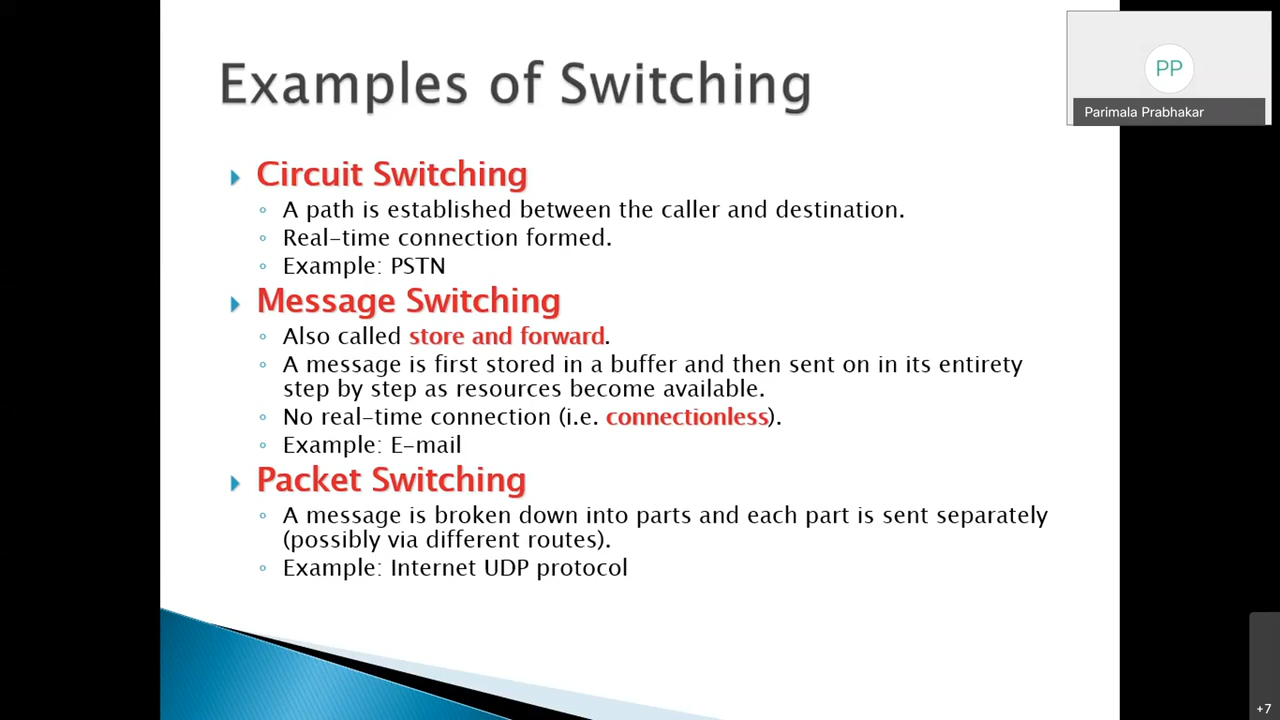 Examples of Switching
PP
Parimala Prabhakar
Circuit Switching
A path is established between the caller and destination.
Real-time connection formed.
Example: PSTN
Message Switching
Also called store and forward.
A message is first stored in a buffer and then sent on in its entirety
step by step as resources become available.
No real-time connection (i.e. connectionless).
Example: E-mail
Packet Switching
A message is broken down into parts and each part is sent separately
(possibly via different routes).
Example: Internet UDP protocol
+7